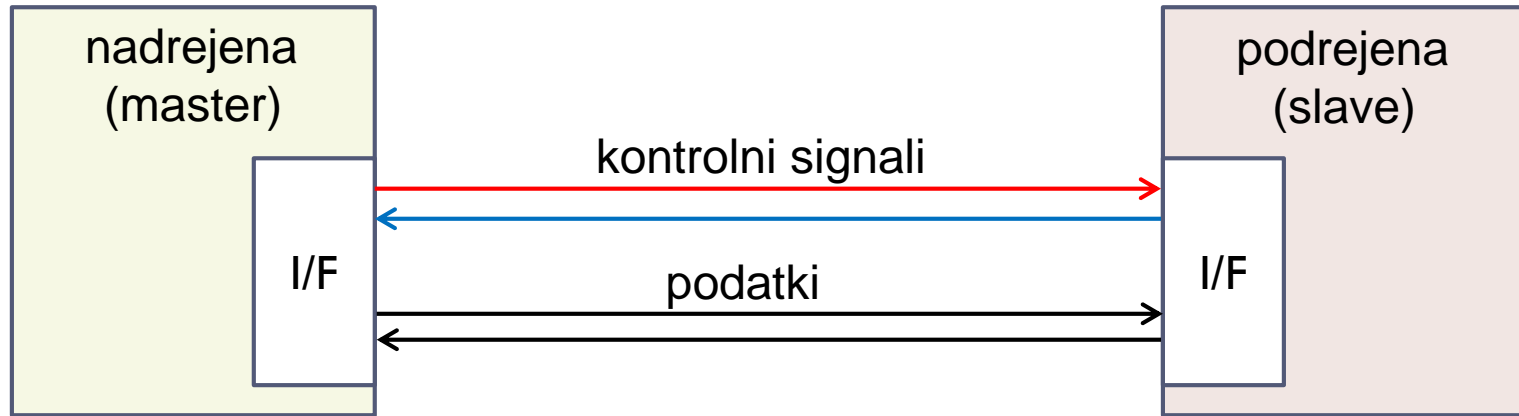 nadrejena
(master)
podrejena
(slave)
kontrolni signali
I/F
podatki
I/F